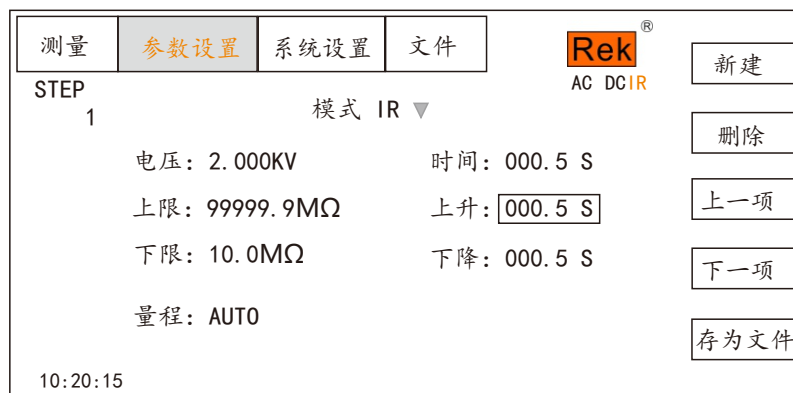 测量 参数设置 系统设置 文件 Rek®
AC DC IR
新建
STEP
1
模式 IR ▼
删除
电压: 2.000KV 时间: 000.5 S
上限: 99999.9MΩ 上升: 000.5 S
上一项
下限: 10.0MΩ 下降: 000.5 S
下一项
量程: AUTO
存为文件
10:20:15